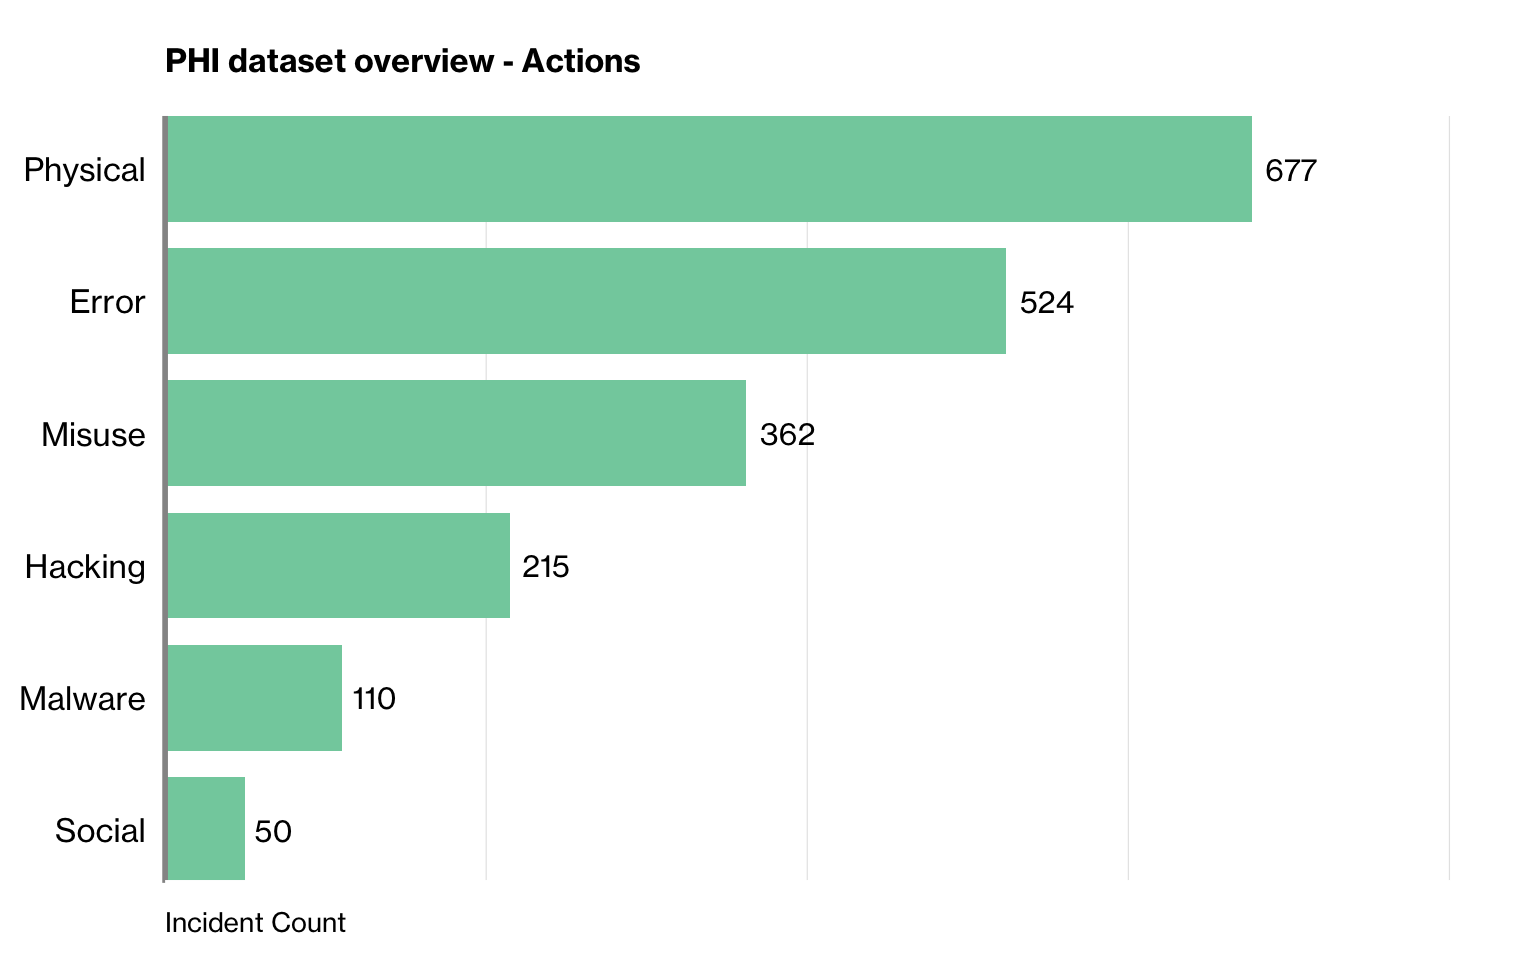 PHI dataset overview - Actions
Physical 677
Error 524
Misuse 362
Hacking 215
Malware 110
Social 50
Incident Count